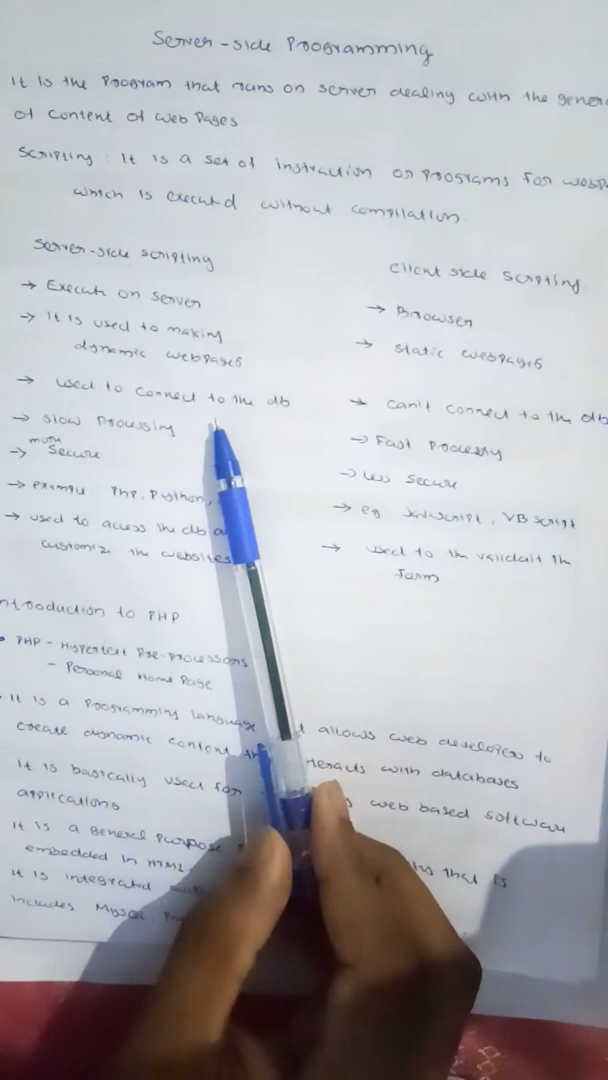 Server-side Programming
It is the Program that runs on server dealing with the
of content of web Pages
Scripting: It is a set of instruction or programs for
which is executed without compilation
Server-side scripting
→ Execute on server
→ It is used to making
dynamic webpages
→ used to connect to the db
→ slow Processing
→ more Secure
→ example: PHP, Python,
→ used to access the db
customize the websites
Client side scripting
→ Browser
→ static webpages
→ can't connect to the db
→ Fast Processing
→ less secure
→ eg JavaScript, VB Script
→ used to the validait the
form
Introduction to PHP:
• PHP - Hypertext Pre-processors
- Personal Home Page
• It is a Programming language allows web developers to
create dynamic content with databases
It is basically used for web based software
applications
It is a general purpose that is
embedded in HTML
It is integrated
includes MySQL